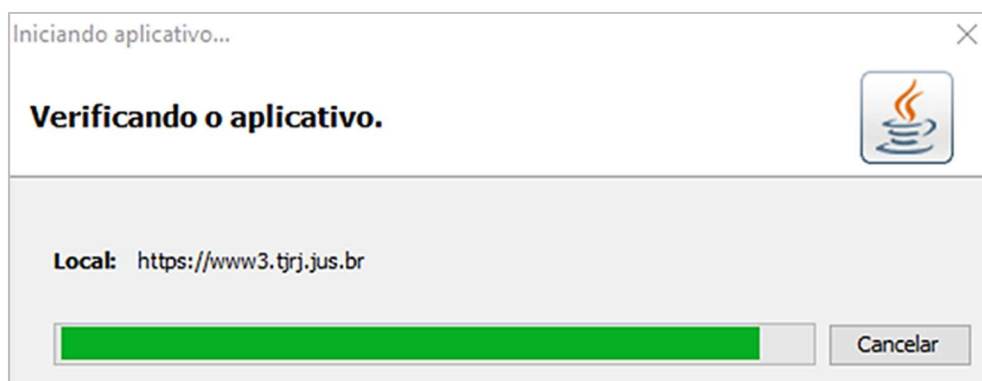 Iniciando aplicativo...
Verificando o aplicativo.
Local: https://www3.tjrj.jus.br
Cancelar